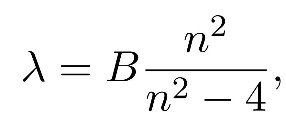 λ = B n² / (n² − 4),